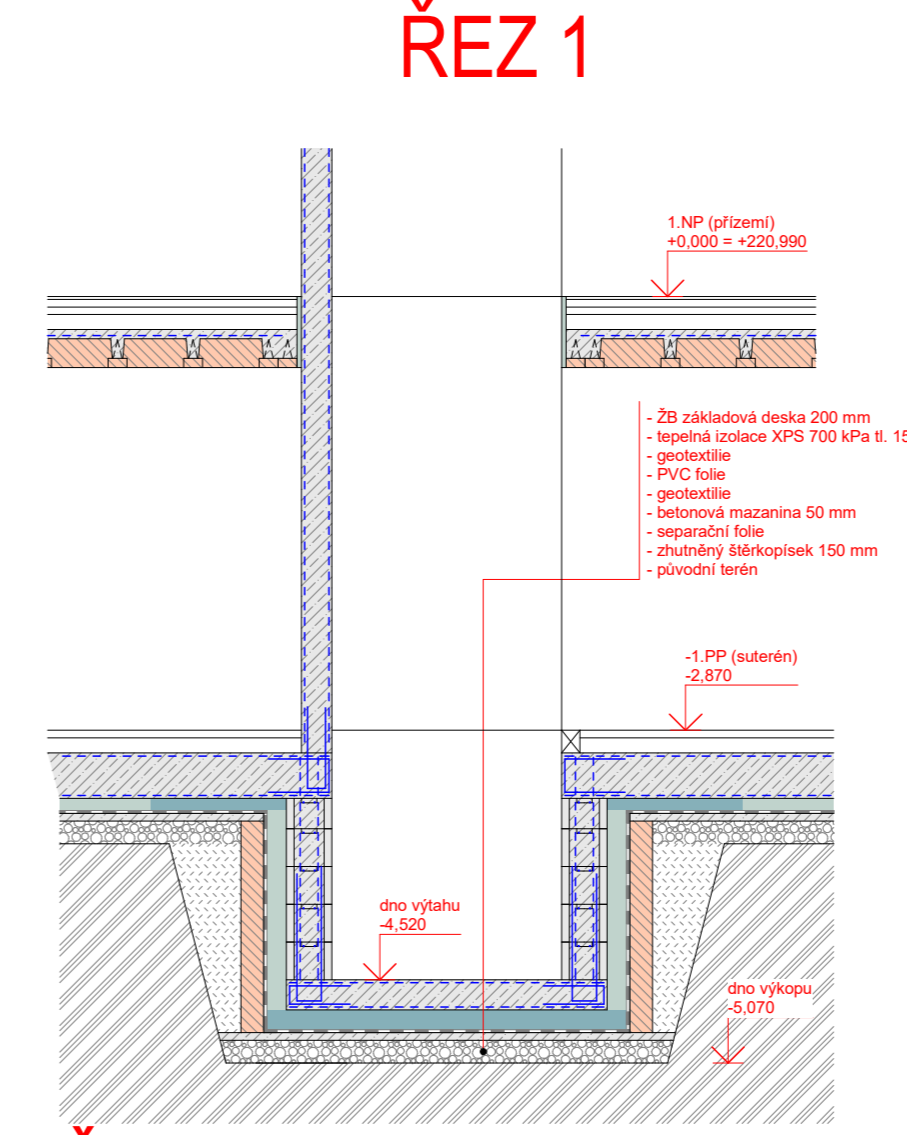 ŘEZ 1
1.NP (přízemí)
+0,000 = +220,990
- ŽB základová deska 200 mm
- tepelná izolace XPS 700 kPa tl. 15
- geotextilie
- PVC folie
- geotextilie
- betonová mazanina 50 mm
- separační folie
- zhutněný štěrkopísek 150 mm
- původní terén
-1.PP (suterén)
-2,870
dno výtahu
-4,520
dno výkopu
-5,070